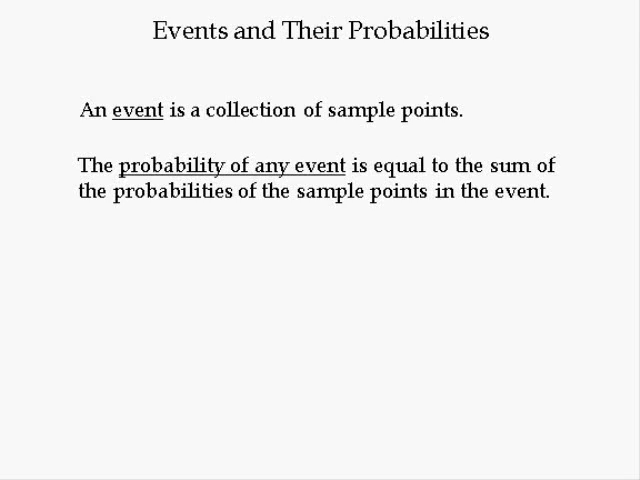 Events and Their Probabilities
An event is a collection of sample points.
The probability of any event is equal to the sum of
the probabilities of the sample points in the event.